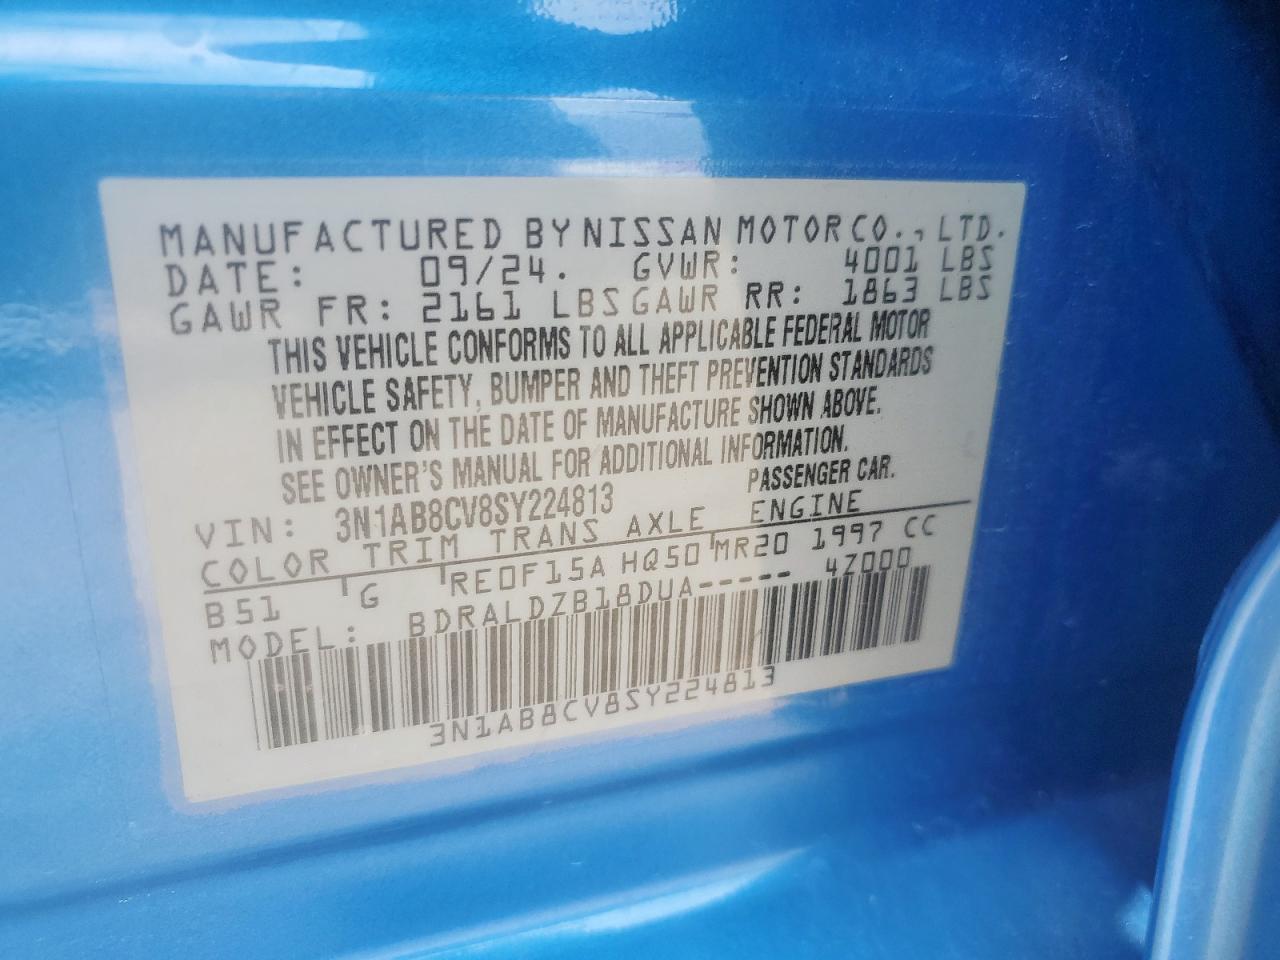 MANUFACTURED BY NISSAN MOTOR CO., LTD.
DATE: 09/24. GVWR: 4001 LBS
GAWR FR: 2161 LBS GAWR RR: 1863 LBS
THIS VEHICLE CONFORMS TO ALL APPLICABLE FEDERAL MOTOR
VEHICLE SAFETY, BUMPER AND THEFT PREVENTION STANDARDS
IN EFFECT ON THE DATE OF MANUFACTURE SHOWN ABOVE.
SEE OWNER'S MANUAL FOR ADDITIONAL INFORMATION.
PASSENGER CAR.
VIN: 3N1AB8CV8SY224813
COLOR TRIM TRANS AXLE ENGINE
B51 G RE0F15A HQ50 MR20 1997 CC
MODEL: BDRALDZB18DUA----- 4Z000
3N1AB8CV8SY224813